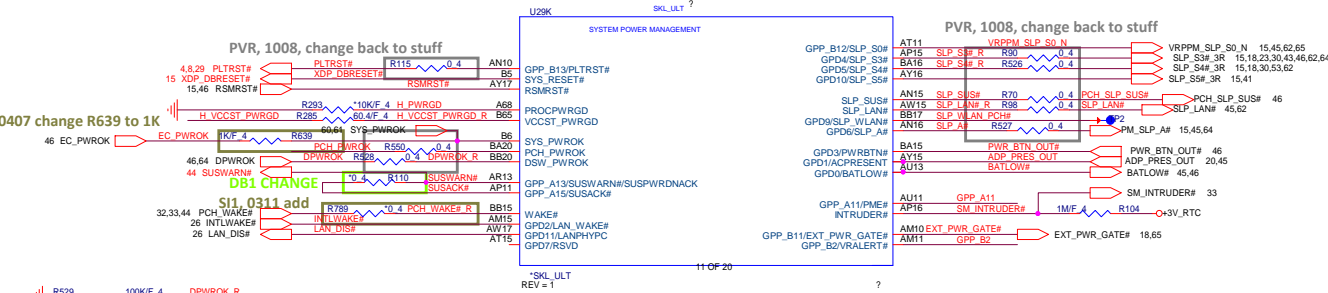 SKL_ULT
?
U29K
SYSTEM POWER MANAGEMENT
PVR, 1008, change back to stuff
PVR, 1008, change back to stuff
4,8,29 PLTRST# PLTRST# R115 0_4 AN10 GPP_B13/PLTRST#
15 XDP_DBRESET# XDP_DBRESET# B5 SYS_RESET#
15,46 RSMRST# RSMRST# AY17 RSMRST#
R293 *10K/F_4 H_PWRGD A68 PROCPWRGD
H_VCCST_PWRGD R285 60.4/F_4 H_VCCST_PWRGD_R B65 VCCST_PWRGD
0407 change R639 to 1K
60,61 SYS_PWROK
46 EC_PWROK EC_PWROK 1K/F_4 R639 B6 SYS_PWROK
PCH_PWROK R550 0_4 BA20 PCH_PWROK
46,64 DPWROK DPWROK R528 0_4 DPWROK_R BB20 DSW_PWROK
44 SUSWARN#
DB1 CHANGE *0_4 R110 SUSWARN# AR13 GPP_A13/SUSWARN#/SUSPWRDNACK
SUSACK# AP11 GPP_A15/SUSACK#
SI1, 0311 add
32,33,44 PCH_WAKE# R789 *0_4 PCH_WAKE#_R BB15 WAKE#
26 INTLWAKE# INTLWAKE# AM15 GPD2/LAN_WAKE#
26 LAN_DIS# LAN_DIS# AW17 GPD11/LANPHYPC
AT15 GPD7/RSVD
GPP_B12/SLP_S0# AT11 VRPPM_SLP_S0_N VRPPM_SLP_S0_N 15,45,62,65
GPD4/SLP_S3# AP15 SLP_S3#_R R90 0_4 SLP_S3#_3R 15,18,23,30,43,46,62,64
GPD5/SLP_S4# BA16 SLP_S4#_R R526 0_4 SLP_S4#_3R 15,18,30,53,62
GPD10/SLP_S5# AY16 SLP_S5#_3R 15,41
SLP_SUS# AN15 SLP_SUS# R70 0_4 PCH_SLP_SUS# PCH_SLP_SUS# 46
SLP_LAN# AW15 SLP_LAN#_R R98 0_4 SLP_LAN# SLP_LAN# 45,62
GPD9/SLP_WLAN# BB17 SLP_WLAN_PCH# TP2
GPD6/SLP_A# AN16 SLP_A# R527 0_4 PM_SLP_A# 15,45,64
GPD3/PWRBTN# BA15 PWR_BTN_OUT# PWR_BTN_OUT# 46
GPD1/ACPRESENT AY15 ADP_PRES_OUT ADP_PRES_OUT 20,45
GPD0/BATLOW# AU13 BATLOW# BATLOW# 45,46
SM_INTRUDER# 33
GPP_A11/PME# AU11 GPP_A11
INTRUDER# AP16 SM_INTRUDER# 1M/F_4 R104 +3V_RTC
GPP_B11/EXT_PWR_GATE# AM10 EXT_PWR_GATE# EXT_PWR_GATE# 18,65
GPP_B2/VRALERT# AM11 GPP_B2
11 OF 20
*SKL_ULT
REV = 1
?
R529 100K/F_4 DPWROK_R